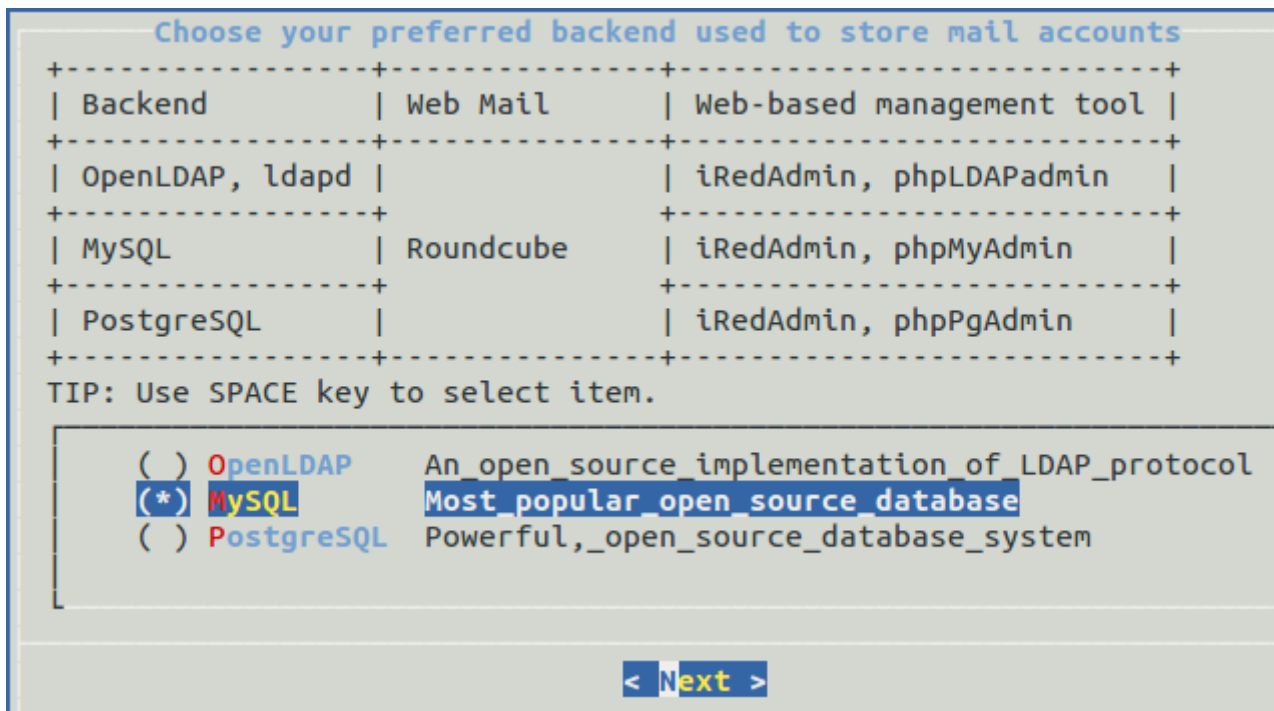 Choose your preferred backend used to store mail accounts
+------------------+---------------+---------------------------+
| Backend | Web Mail | Web-based management tool |
+------------------+---------------+---------------------------+
| OpenLDAP, ldapd | | iRedAdmin, phpLDAPadmin |
+------------------+ +---------------------------+
| MySQL | Roundcube | iRedAdmin, phpMyAdmin |
+------------------+ +---------------------------+
| PostgreSQL | | iRedAdmin, phpPgAdmin |
+------------------+---------------+---------------------------+
TIP: Use SPACE key to select item.
( ) OpenLDAP An_open_source_implementation_of_LDAP_protocol
(*) MySQL Most_popular_open_source_database
( ) PostgreSQL Powerful,_open_source_database_system
< Next >